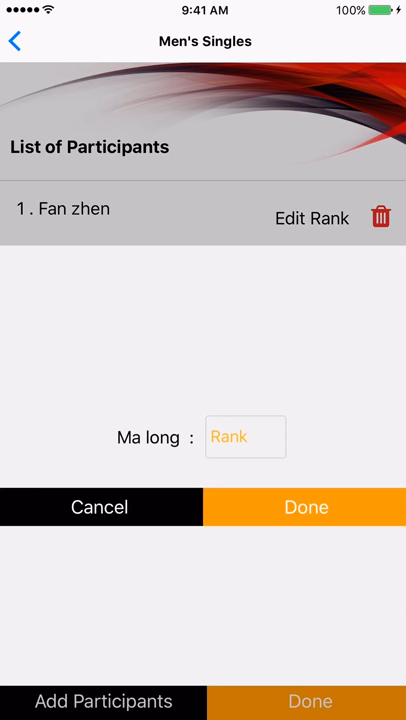 9:41 AM
100%
Men's Singles
List of Participants
1 . Fan zhen
Edit Rank
Ma long : Rank
Cancel Done
Add Participants Done